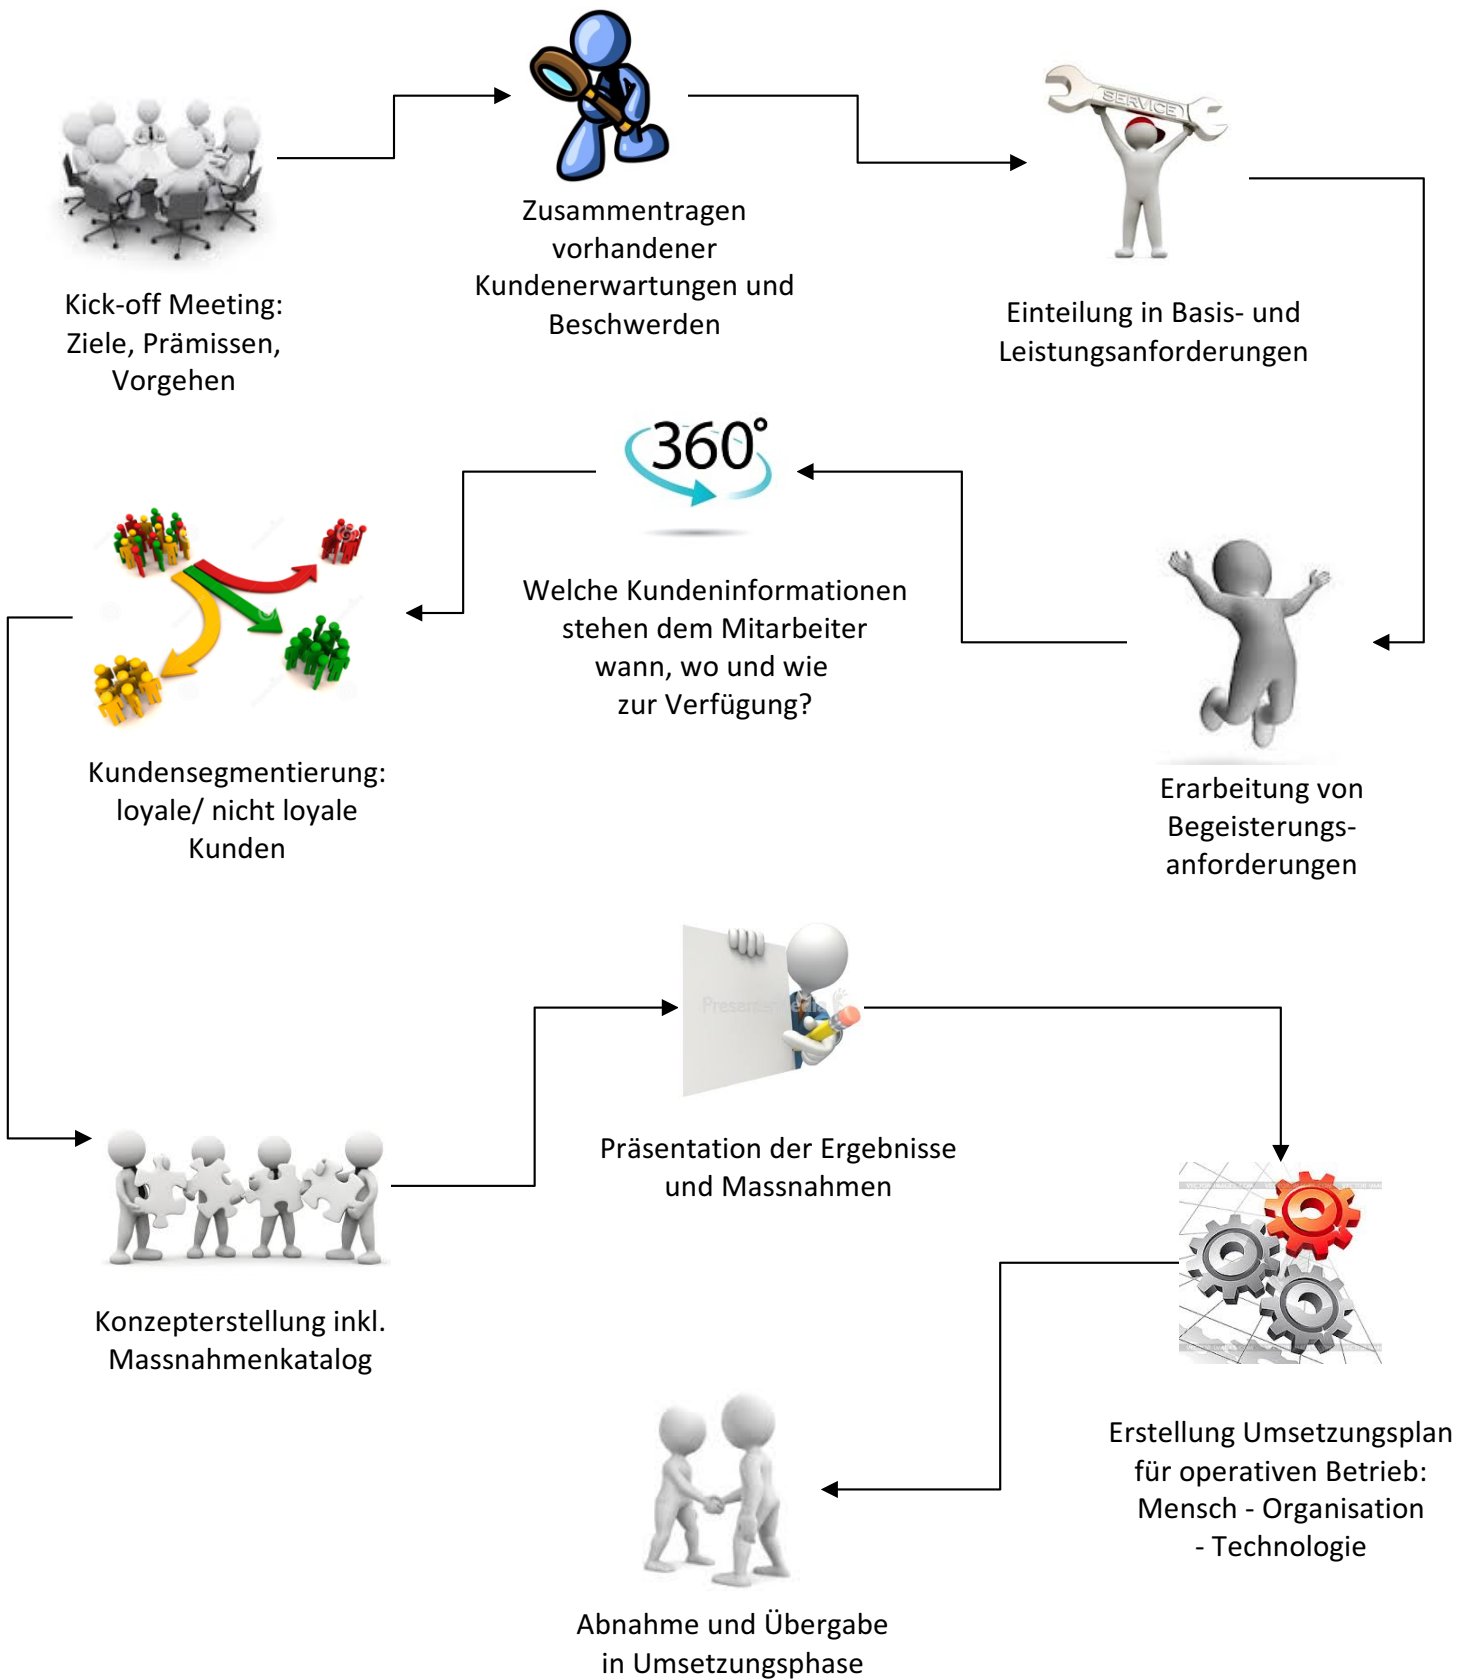 Kick-off Meeting:
Ziele, Prämissen,
Vorgehen
Zusammentragen
vorhandener
Kundenerwartungen und
Beschwerden
SERVICE
Einteilung in Basis- und
Leistungsanforderungen
Erarbeitung von
Begeisterungs-
anforderungen
360°
Welche Kundeninformationen
stehen dem Mitarbeiter
wann, wo und wie
zur Verfügung?
Kundensegmentierung:
loyale/ nicht loyale
Kunden
Konzepterstellung inkl.
Massnahmenkatalog
Präsentation der Ergebnisse
und Massnahmen
Erstellung Umsetzungsplan
für operativen Betrieb:
Mensch - Organisation
- Technologie
Abnahme und Übergabe
in Umsetzungsphase